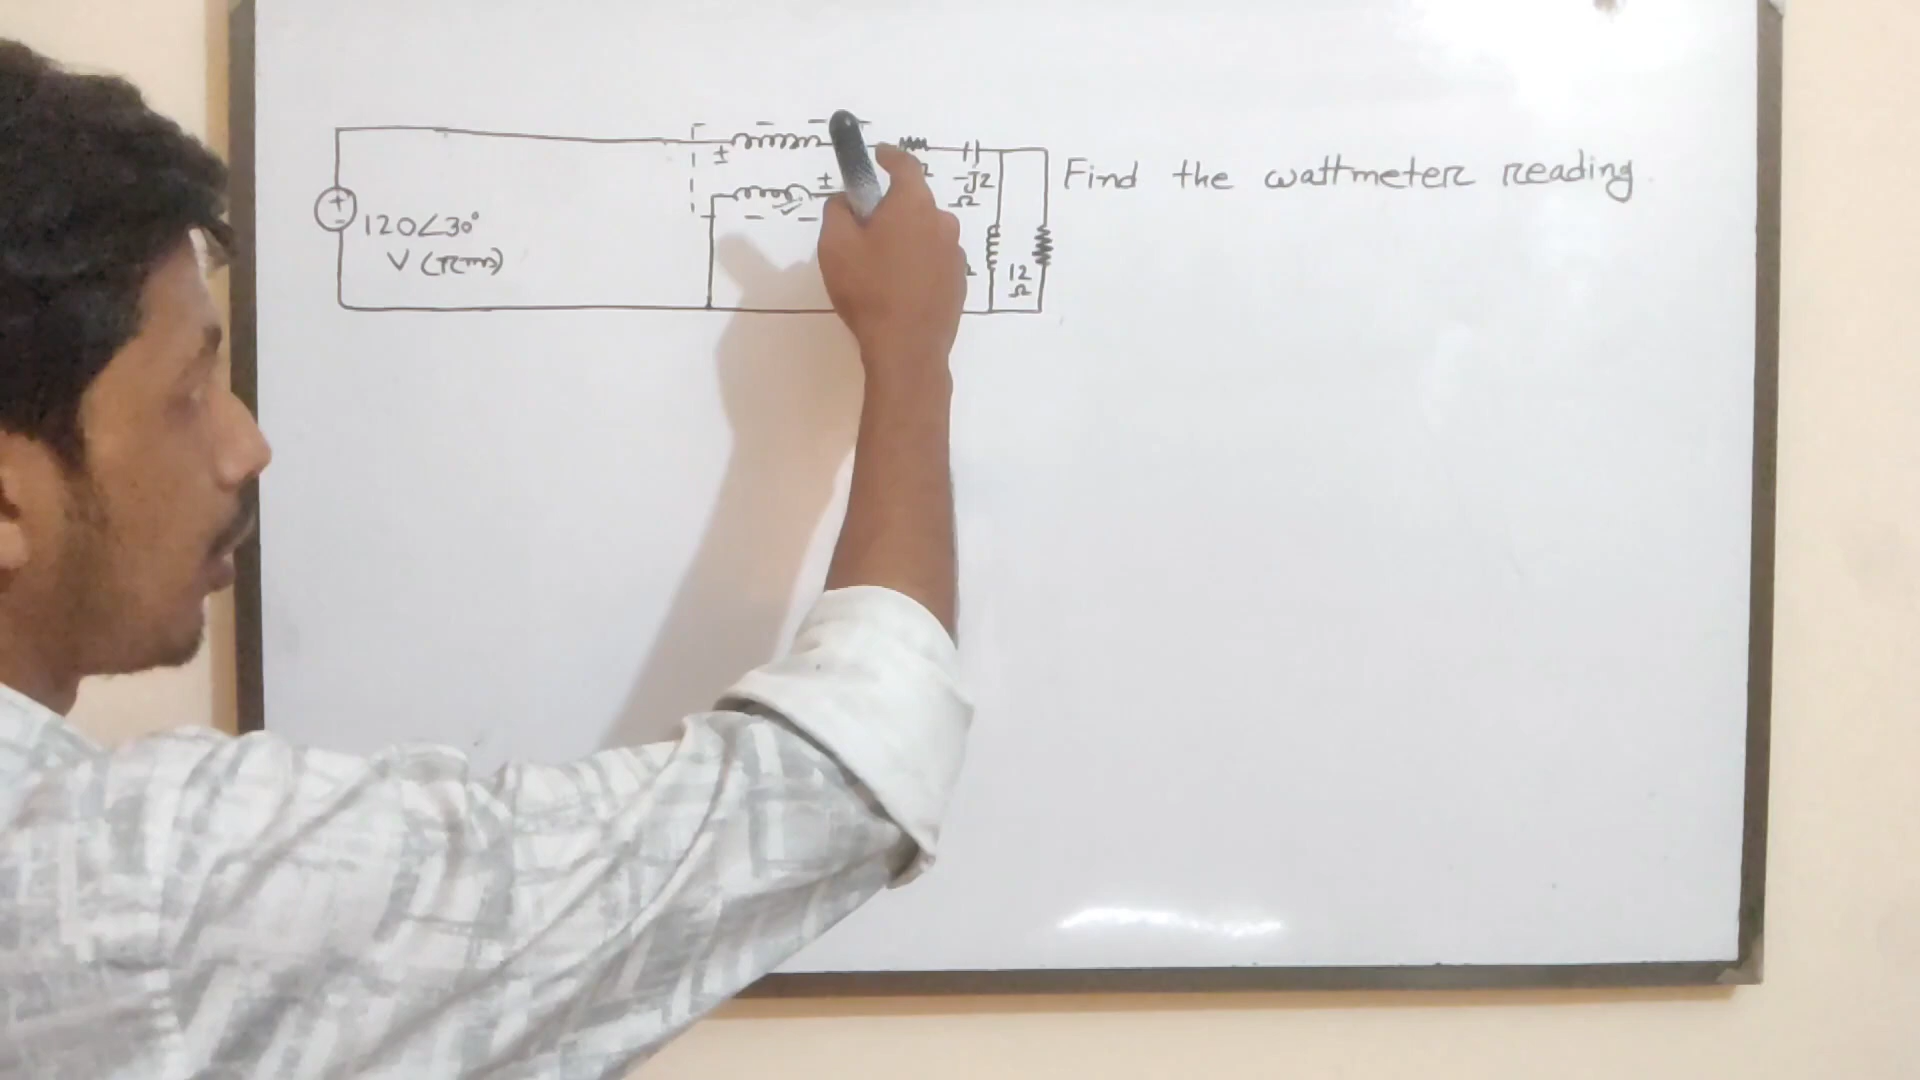 Find the wattmeter reading
±
±
-J2
Ω
120∠30°
V (rms)
12
Ω